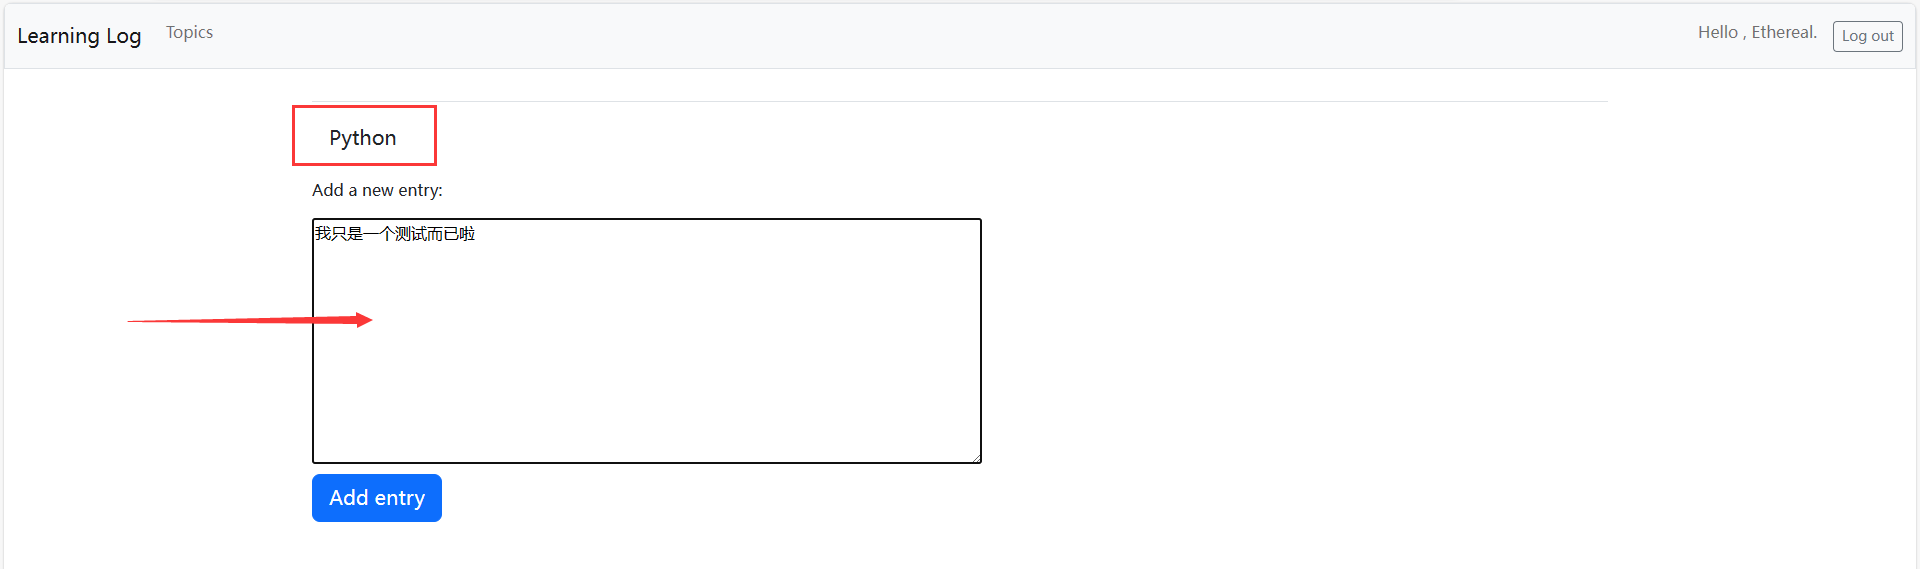 Learning Log Topics Hello , Ethereal. Log out
Python
Add a new entry:
我只是一个测试而已啦
Add entry